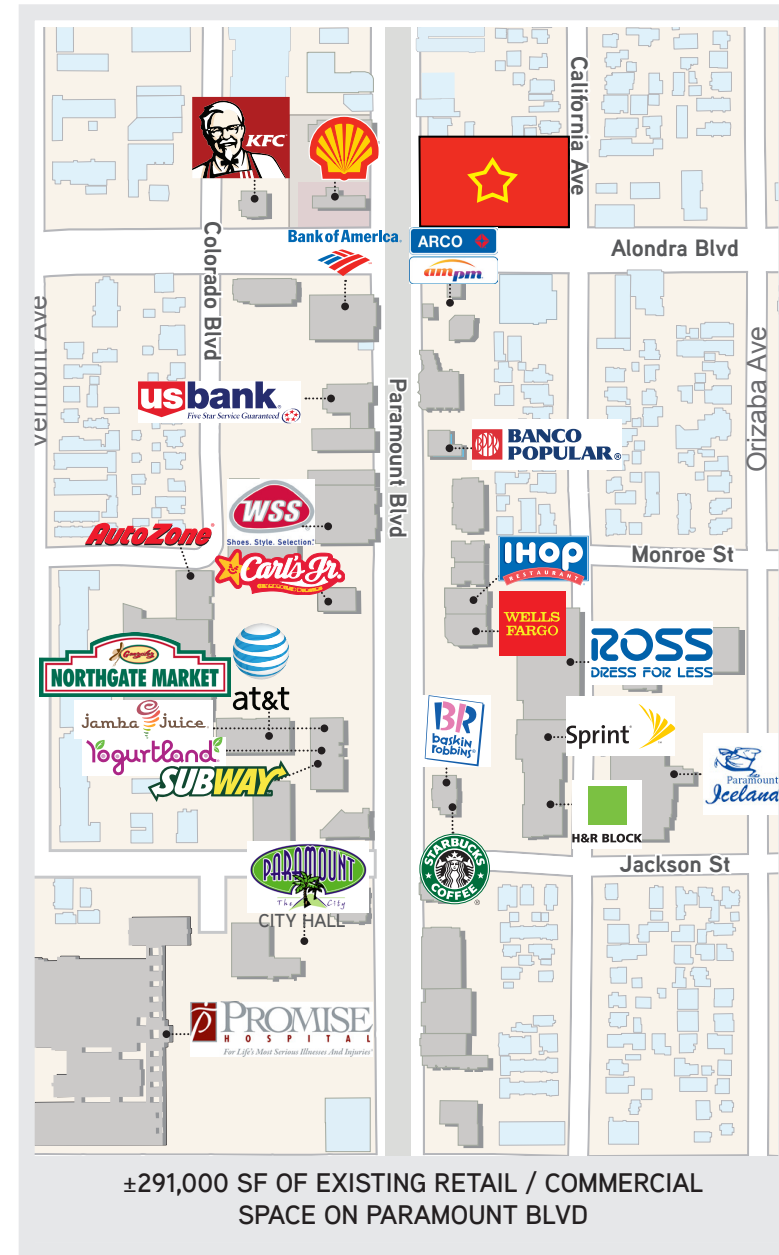 California Ave
KFC
Bank of America
ARCO
ampm
Alondra Blvd
Colorado Blvd
Vermont Ave
Orizaba Ave
Paramount Blvd
usbank®
Five Star Service Guaranteed
BANCO
POPULAR®
WSS
Shoes. Style. Selection.
AutoZone
Carl's Jr.
IHOP
RESTAURANT
Monroe St
WELLS
FARGO
ROSS
DRESS FOR LESS
Gonzalez
NORTHGATE MARKET
at&t
jamba juice
Yogurtland
SUBWAY
BR
baskin
robbins®
Sprint
Paramount
Iceland
H&R BLOCK
STARBUCKS
COFFEE
Jackson St
PARAMOUNT
The City
CITY HALL
PROMISE
HOSPITAL
For Life's Most Serious Illnesses And Injuries
±291,000 SF OF EXISTING RETAIL / COMMERCIAL
SPACE ON PARAMOUNT BLVD